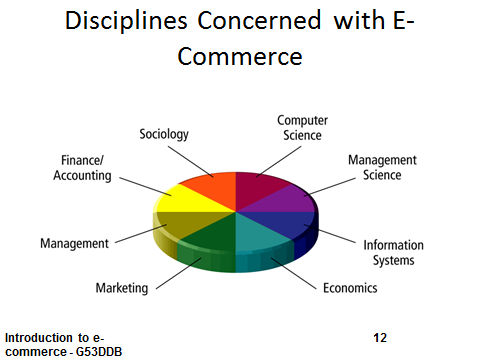 Disciplines Concerned with E-
Commerce
Computer
Science
Sociology
Finance/
Accounting
Management
Science
Management
Information
Systems
Marketing
Economics
Introduction to e-
commerce - G53DDB
12